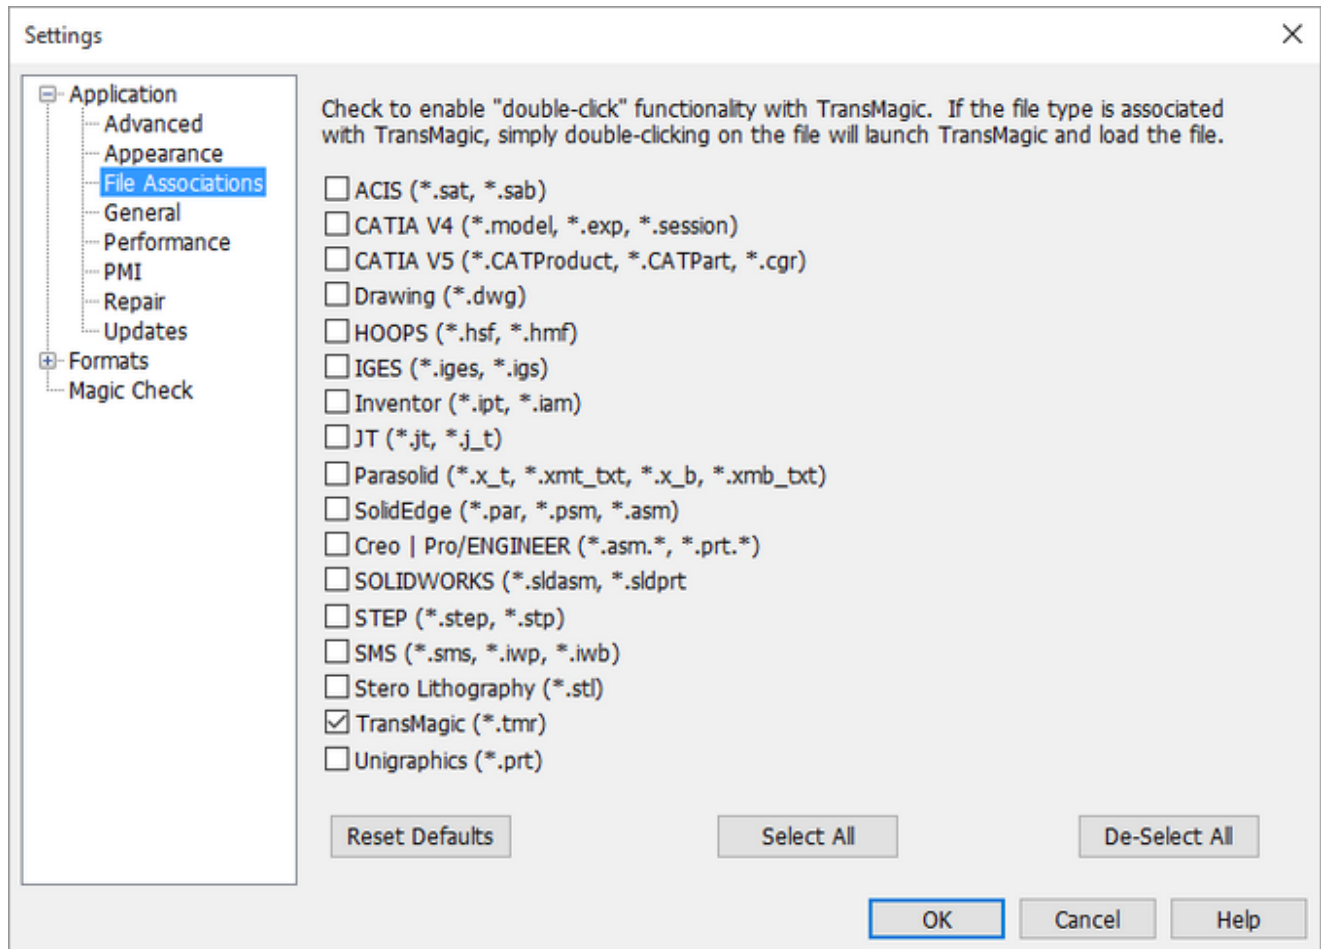 Settings
Application
Advanced
Appearance
File Associations
General
Performance
PMI
Repair
Updates
Formats
Magic Check
Check to enable "double-click" functionality with TransMagic. If the file type is associated
with TransMagic, simply double-clicking on the file will launch TransMagic and load the file.
ACIS (*.sat, *.sab)
CATIA V4 (*.model, *.exp, *.session)
CATIA V5 (*.CATProduct, *.CATPart, *.cgr)
Drawing (*.dwg)
HOOPS (*.hsf, *.hmf)
IGES (*.iges, *.igs)
Inventor (*.ipt, *.iam)
JT (*.jt, *.j_t)
Parasolid (*.x_t, *.xmt_txt, *.x_b, *.xmb_txt)
SolidEdge (*.par, *.psm, *.asm)
Creo | Pro/ENGINEER (*.asm.*, *.prt.*)
SOLIDWORKS (*.sldasm, *.sldprt
STEP (*.step, *.stp)
SMS (*.sms, *.iwp, *.iwb)
Stero Lithography (*.stl)
TransMagic (*.tmr)
Unigraphics (*.prt)
Reset Defaults Select All De-Select All
OK Cancel Help